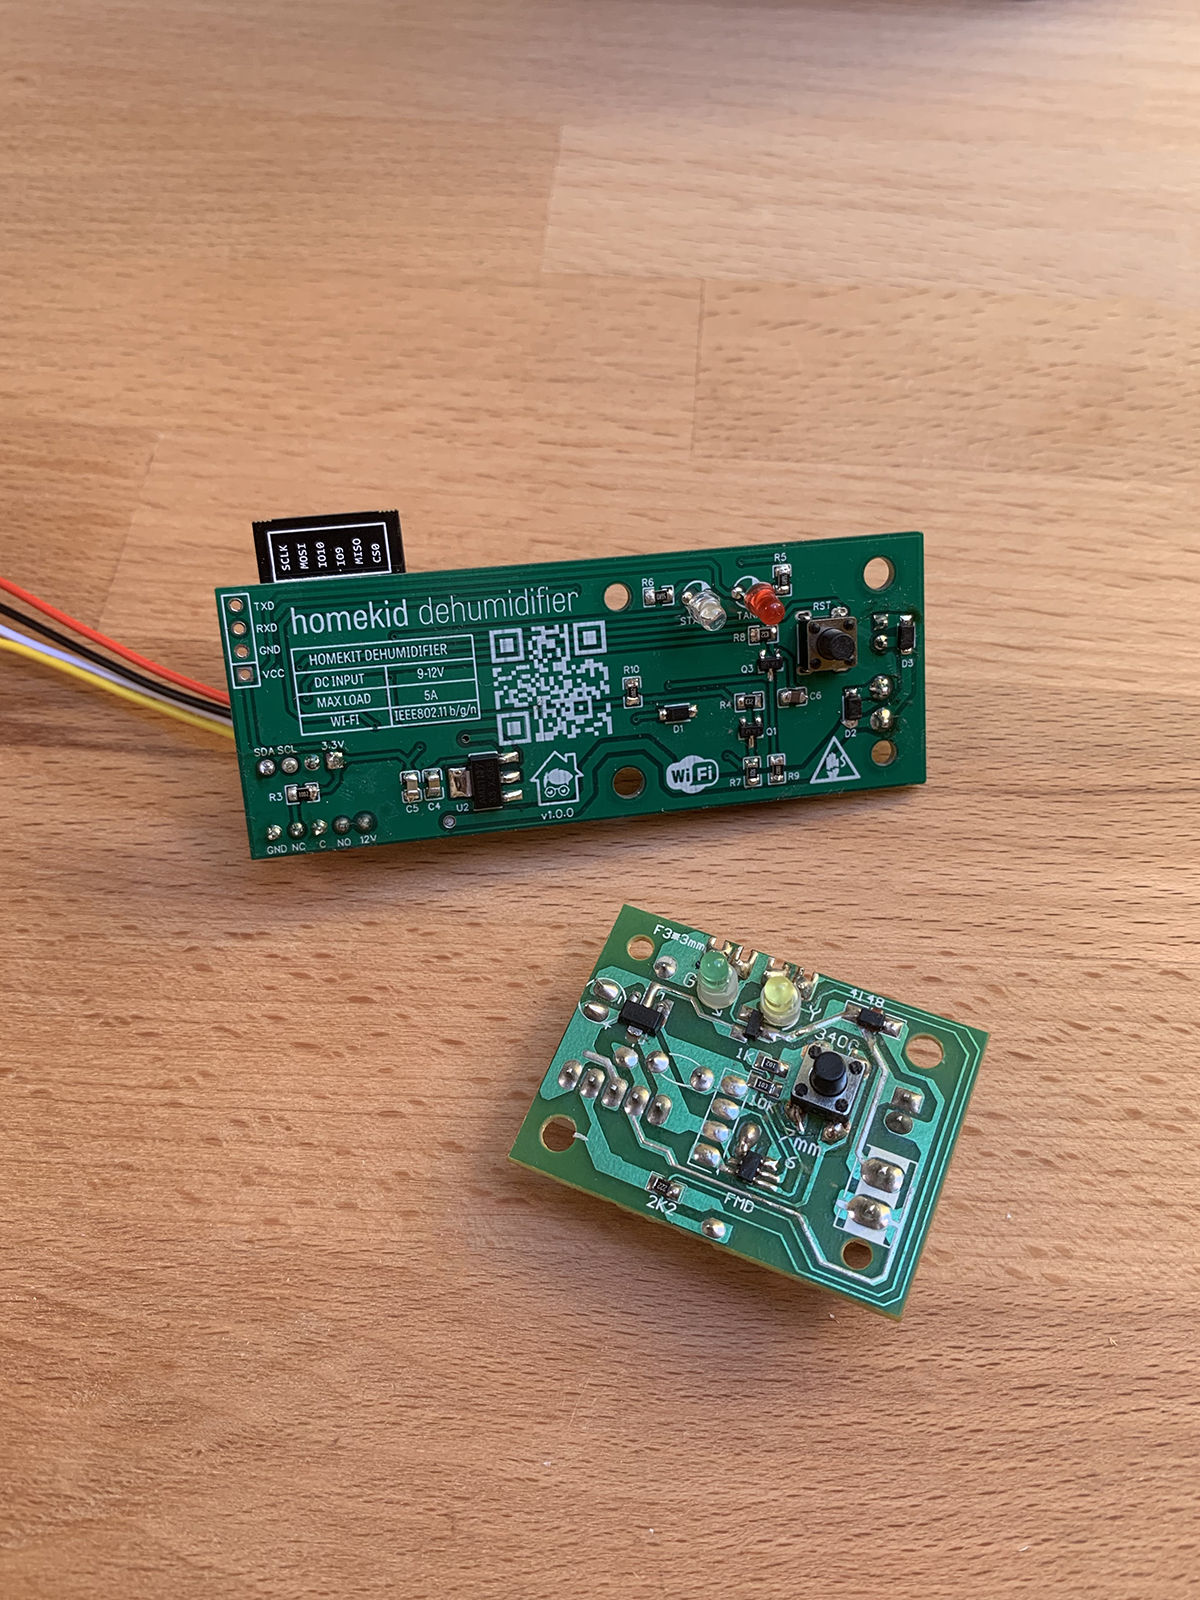 SCLK
MOSI
IO10
IO9
MISO
CS0
TXD
RXD
GND
VCC
homekid dehumidifier
HOMEKIT DEHUMIDIFIER
DC INPUT 9-12V
MAX LOAD 5A
WI-FI IEEE802.11 b/g/n
R6
R5
RST
R8
Q3
D3
R10
R4
C6
D1
Q1
D2
SDA SCL 3.3V
R3
C5 C4 U2
WiFi
R7 R9
v1.0.0
GND NC C NO 12V
F3=3mm
G
Y
4148
1K
10K
FMD
2K2